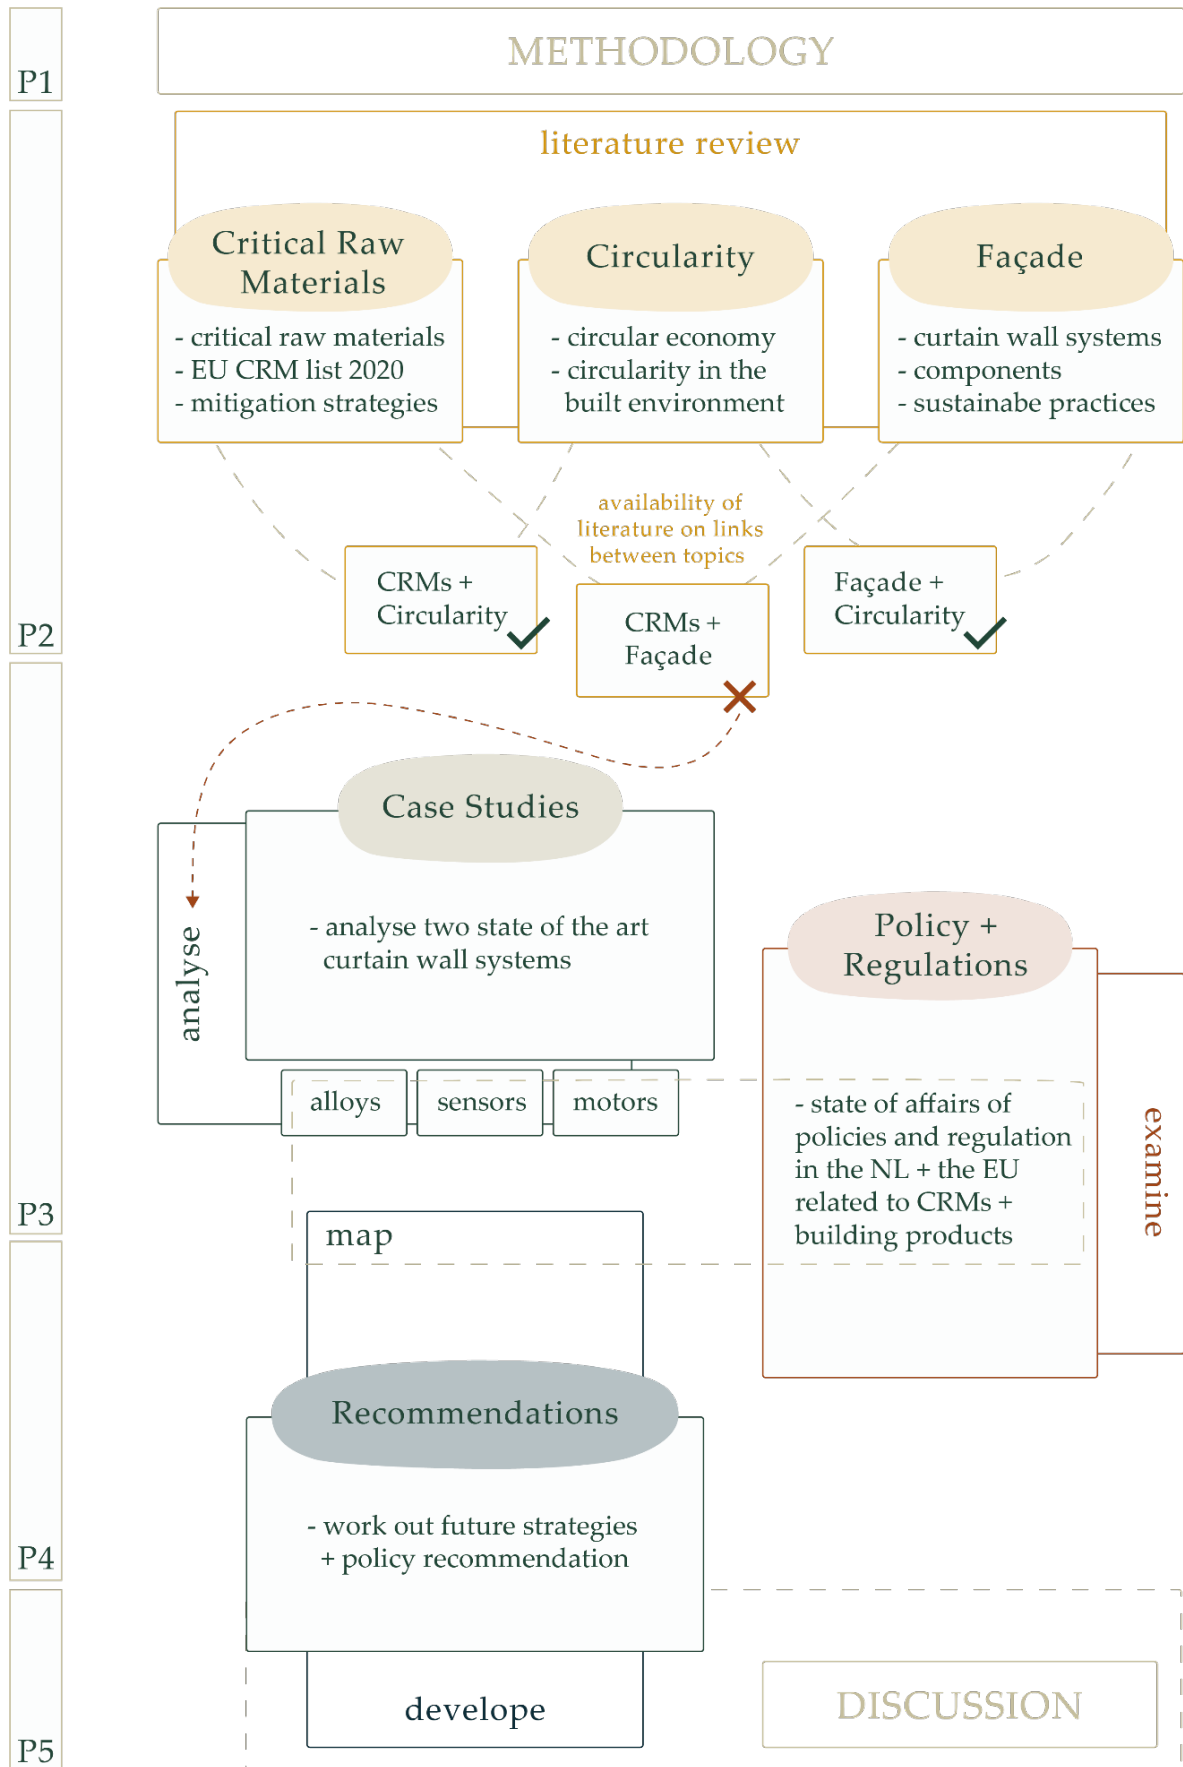 P1
METHODOLOGY
literature review
Critical Raw
Materials
- critical raw materials
- EU CRM list 2020
- mitigation strategies
Circularity
- circular economy
- circularity in the
built environment
Façade
- curtain wall systems
- components
- sustainabe practices
availability of
literature on links
between topics
CRMs +
Circularity
CRMs +
Façade
Façade +
Circularity
P2
Case Studies
- analyse two state of the art
curtain wall systems
analyse
alloys
sensors
motors
Policy +
Regulations
- state of affairs of
policies and regulation
in the NL + the EU
related to CRMs +
building products
examine
P3
map
Recommendations
- work out future strategies
+ policy recommendation
P4
develope
DISCUSSION
P5